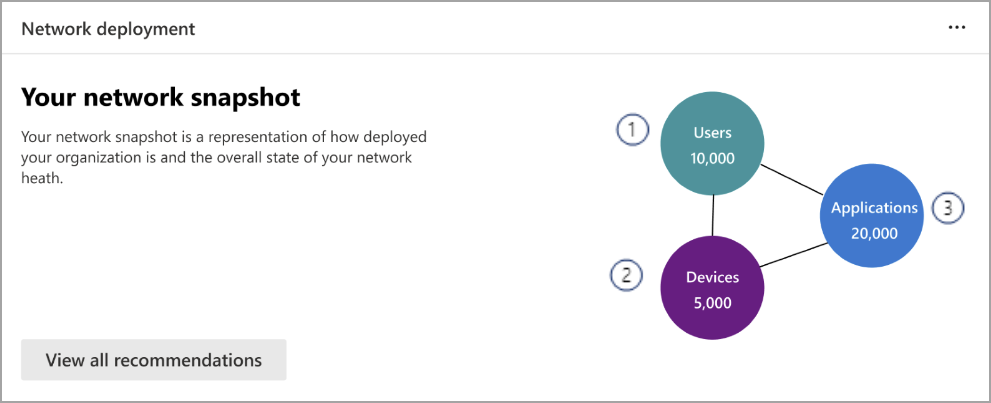 Network deployment
...
Your network snapshot
Your network snapshot is a representation of how deployed
your organization is and the overall state of your network
heath.
1
Users
10,000
Applications
20,000
3
2
Devices
5,000
View all recommendations